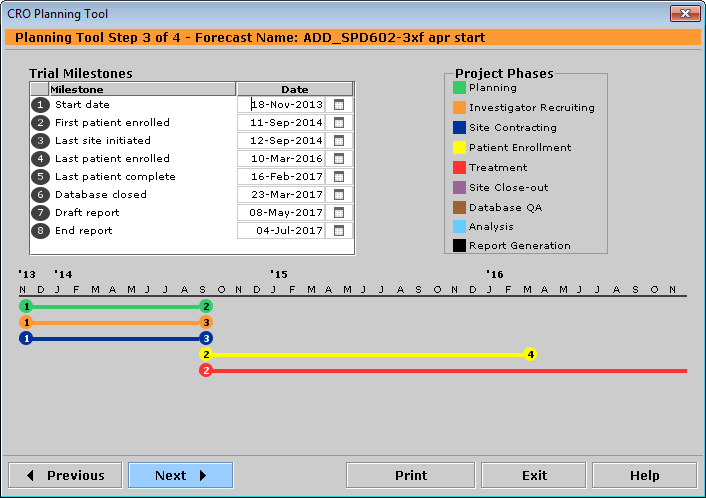 CRO Planning Tool
Planning Tool Step 3 of 4 - Forecast Name: ADD_SPD602-3xf apr start
Trial Milestones
Milestone Date
1 Start date 18-Nov-2013
2 First patient enrolled 11-Sep-2014
3 Last site initiated 12-Sep-2014
4 Last patient enrolled 10-Mar-2016
5 Last patient complete 16-Feb-2017
6 Database closed 23-Mar-2017
7 Draft report 08-May-2017
8 End report 04-Jul-2017
Project Phases
Planning
Investigator Recruiting
Site Contracting
Patient Enrollment
Treatment
Site Close-out
Database QA
Analysis
Report Generation
'13 '14 '15 '16
N D J F M A M J J A S O N D J F M A M J J A S O N D J F M A M J J A S O N
1 2
1 3
1 3
2 4
2
Previous Next Print Exit Help